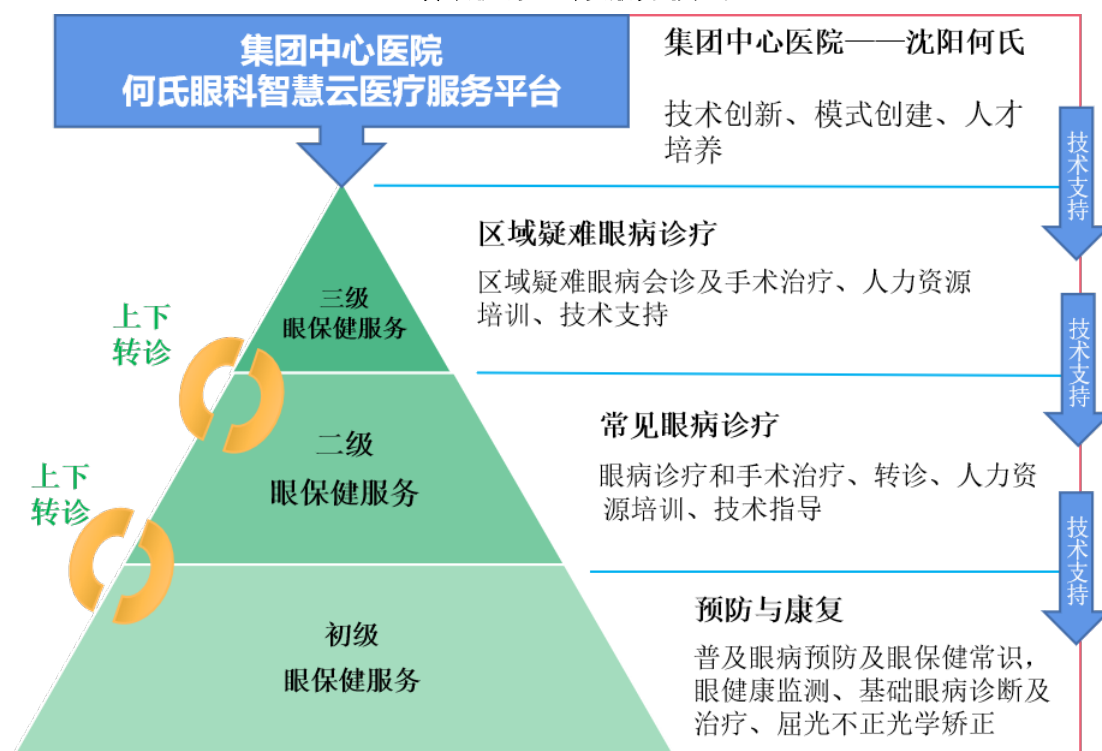 集团中心医院
何氏眼科智慧云医疗服务平台
集团中心医院——沈阳何氏
技术创新、模式创建、人才
培养
技术支持
区域疑难眼病诊疗
区域疑难眼病会诊及手术治疗、人力资源
培训、技术支持
三级
眼保健服务
上下
转诊
技术支持
常见眼病诊疗
眼病诊疗和手术治疗、转诊、人力资
源培训、技术指导
二级
眼保健服务
上下
转诊
技术支持
预防与康复
普及眼病预防及眼保健常识，
眼健康监测、基础眼病诊断及
治疗、屈光不正光学矫正
初级
眼保健服务